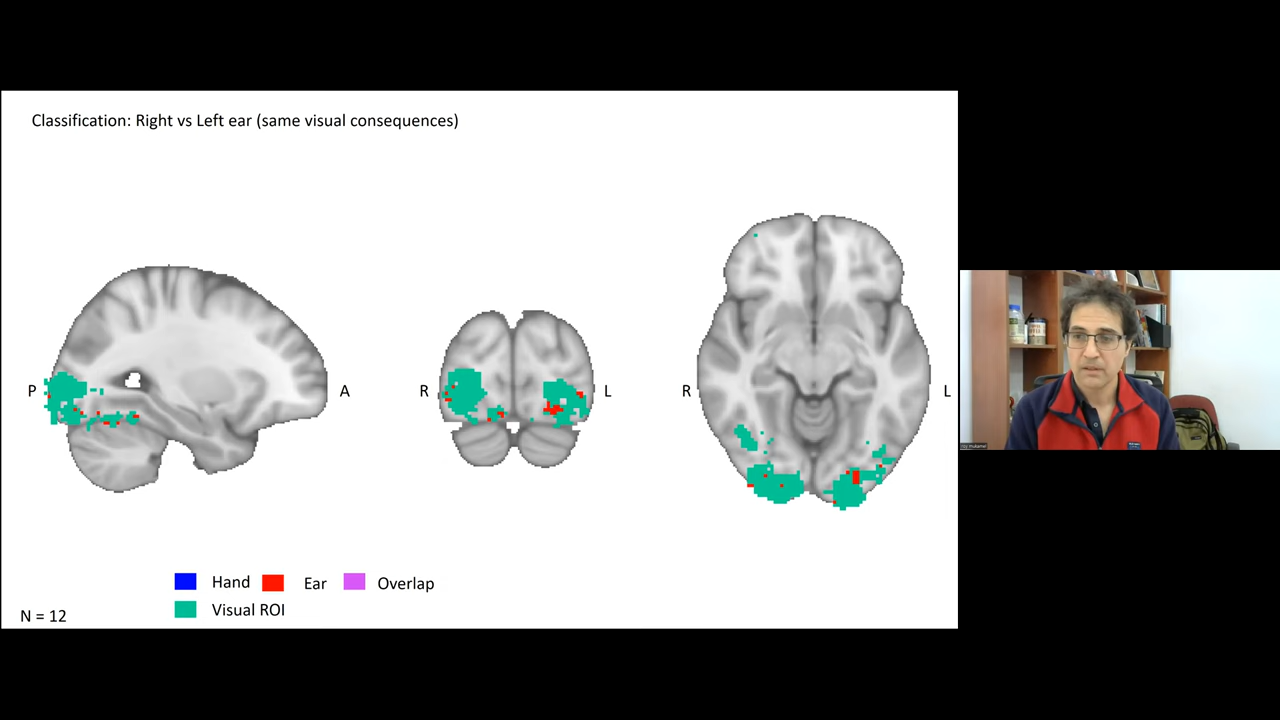 Classification: Right vs Left ear (same visual consequences)
P
A
R
L
R
L
Hand
Ear
Overlap
Visual ROI
N = 12